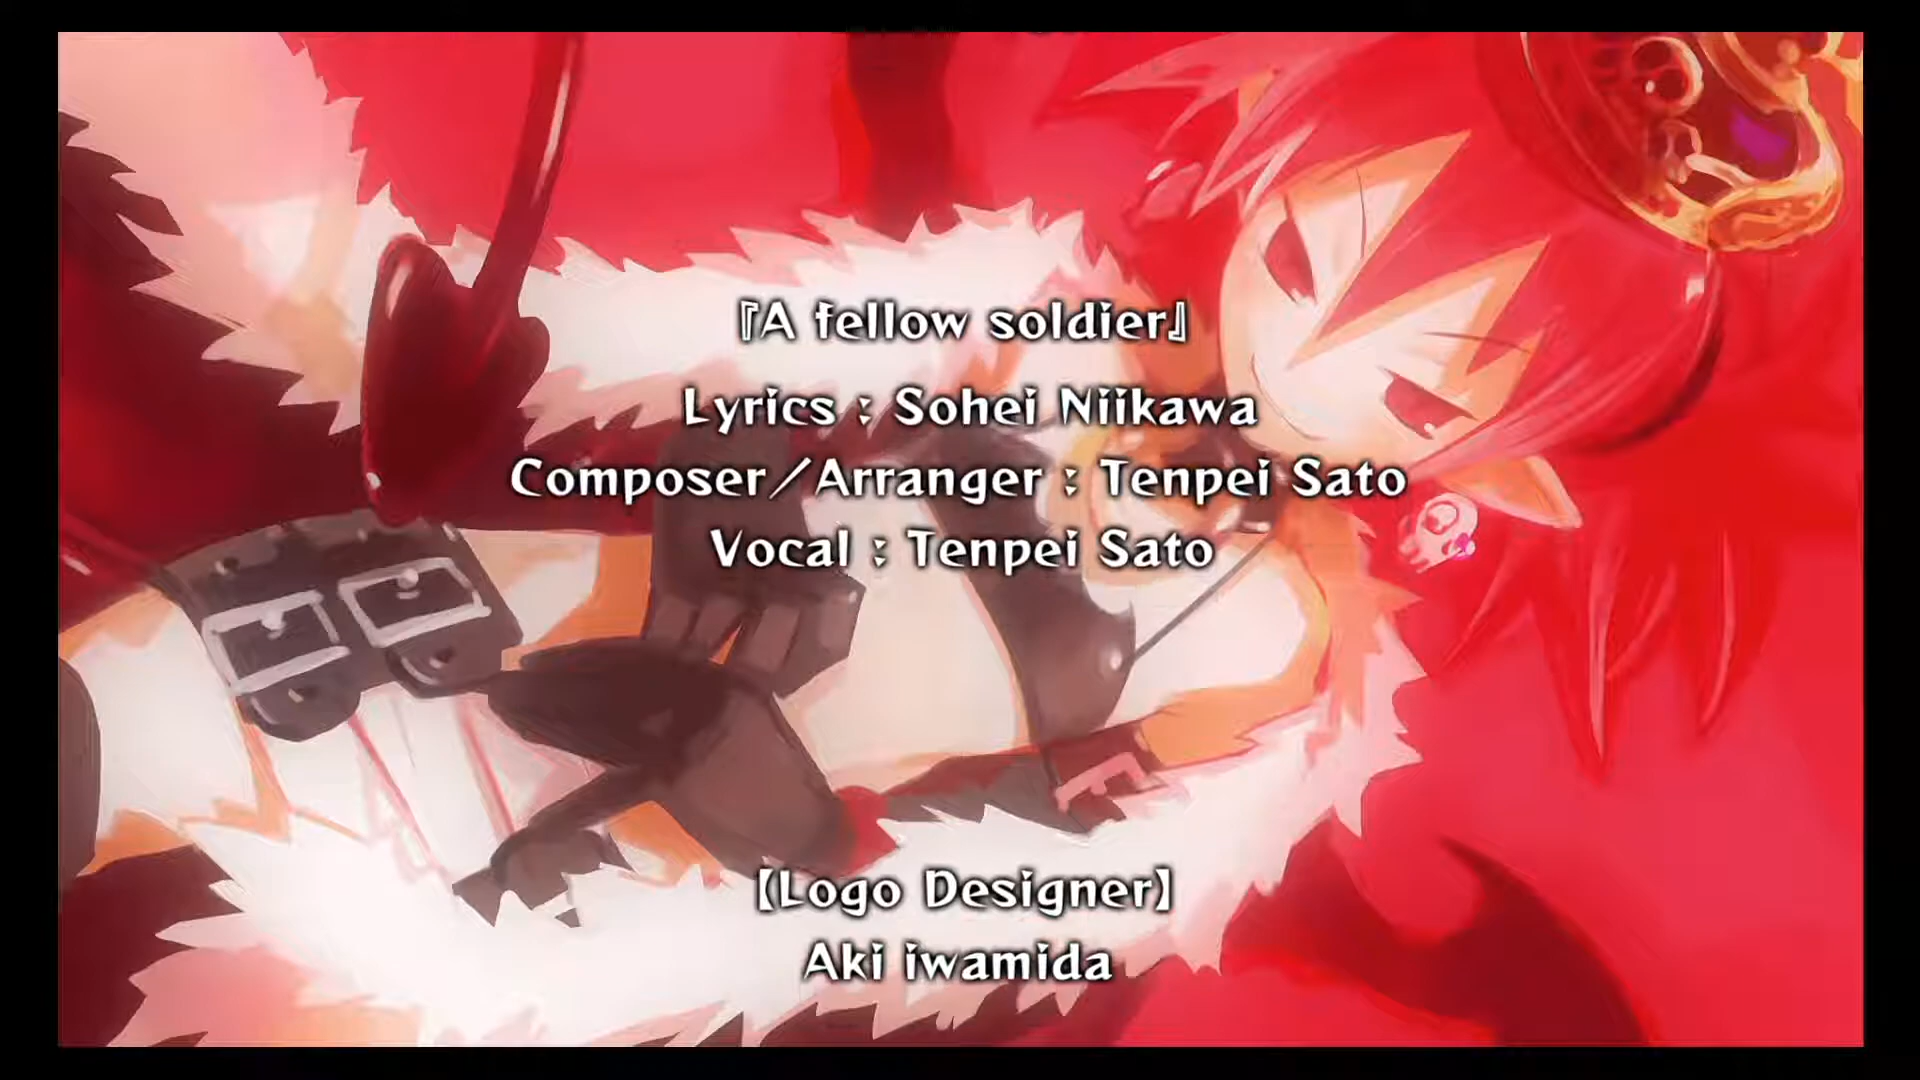 『A fellow soldier』
Lyrics : Sohei Niikawa
Composer／Arranger : Tenpei Sato
Vocal : Tenpei Sato
【Logo Designer】
Aki iwamida